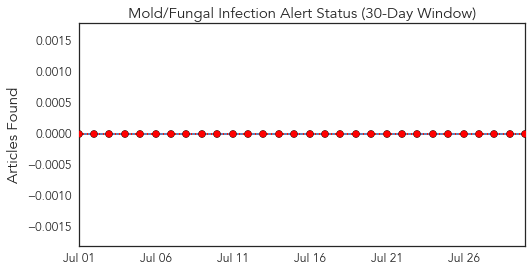 Mold/Fungal Infection Alert Status (30-Day Window)
Articles Found
0.0015
0.0010
0.0005
0.0000
−0.0005
−0.0010
−0.0015
Jul 01 Jul 06 Jul 11 Jul 16 Jul 21 Jul 26